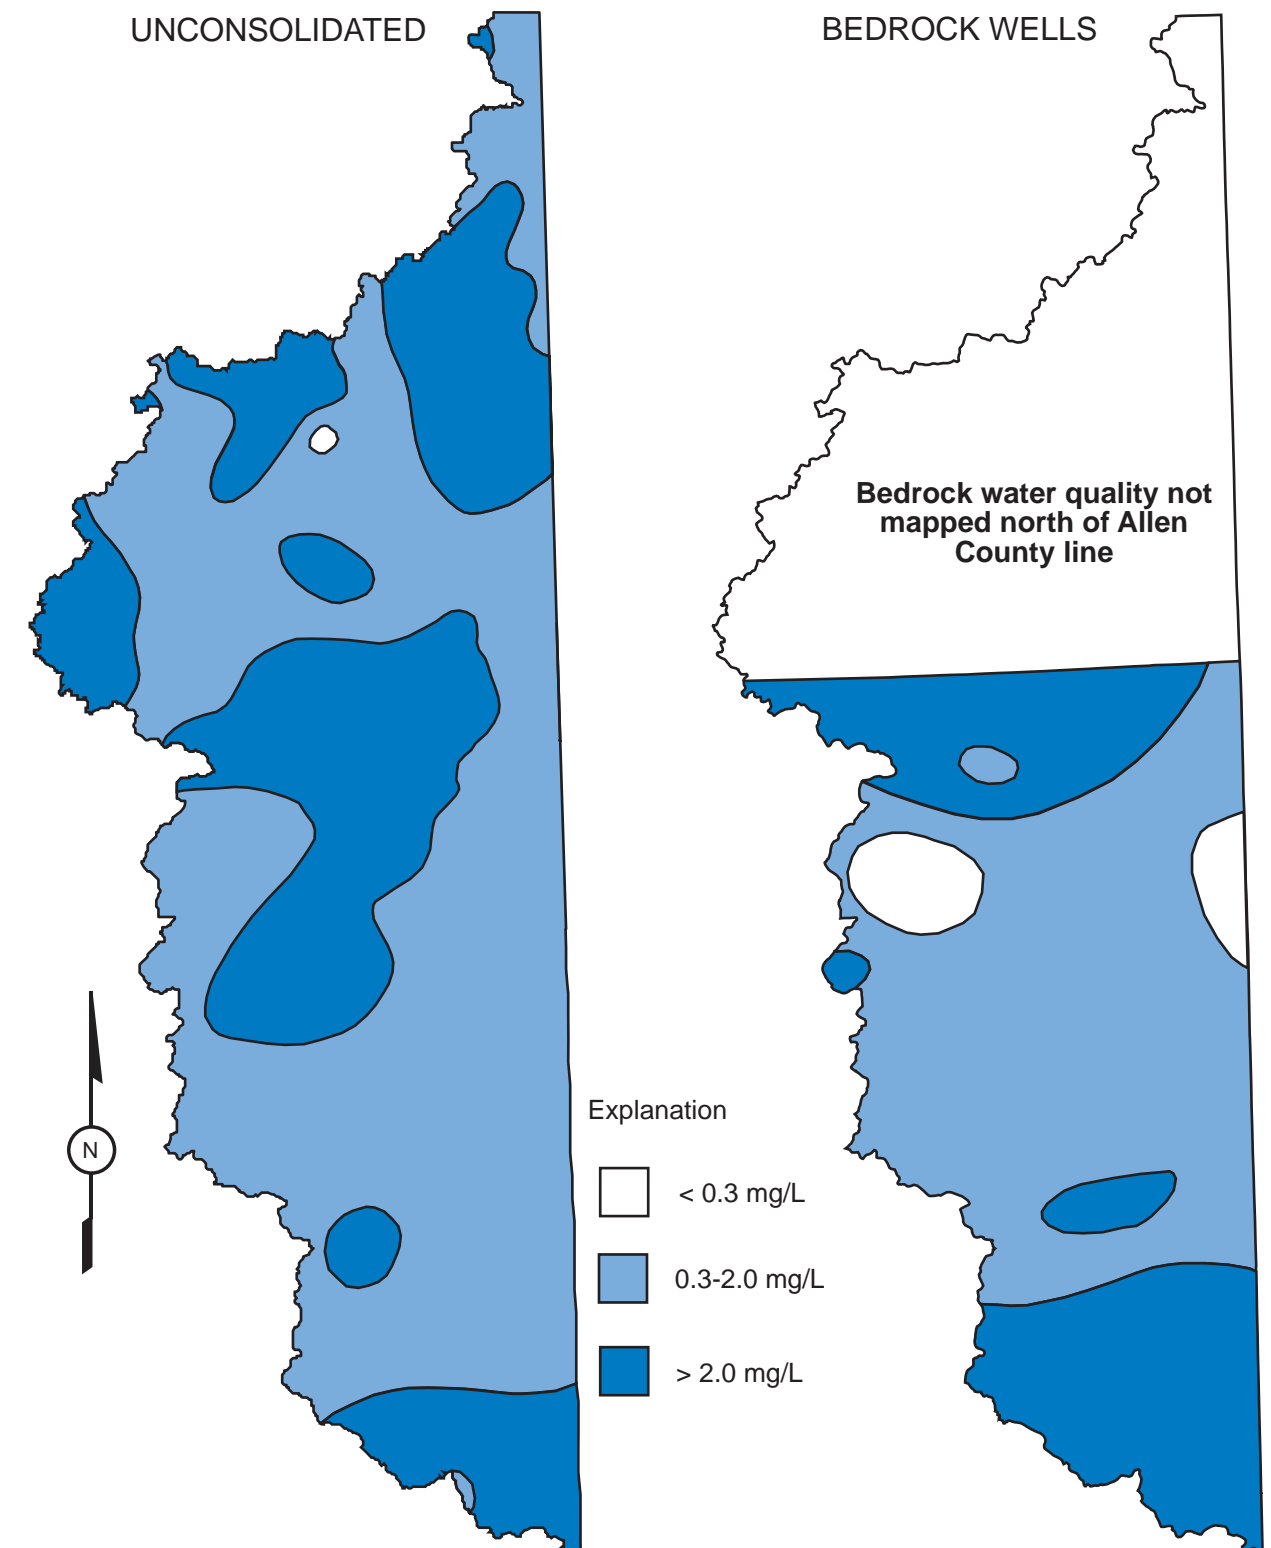 UNCONSOLIDATED
BEDROCK WELLS
Bedrock water quality not
mapped north of Allen
County line
Explanation
N
< 0.3 mg/L
0.3-2.0 mg/L
> 2.0 mg/L